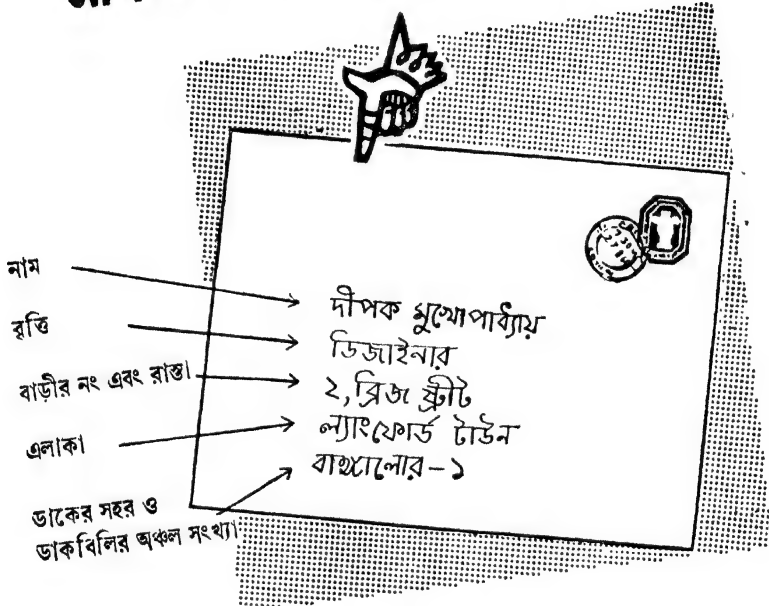 নাম
বৃত্তি
বাড়ীর নং এবং রাস্তা
এলাকা
ডাকের সহর ও
ডাকবিলির অঞ্চল সংখ্যা
দীপক মুখোপাধ্যায়
ডিজাইনার
২, ব্রিজ স্ট্রীট
ল্যাংফোর্ড টাউন
বাঙ্গালোর-১